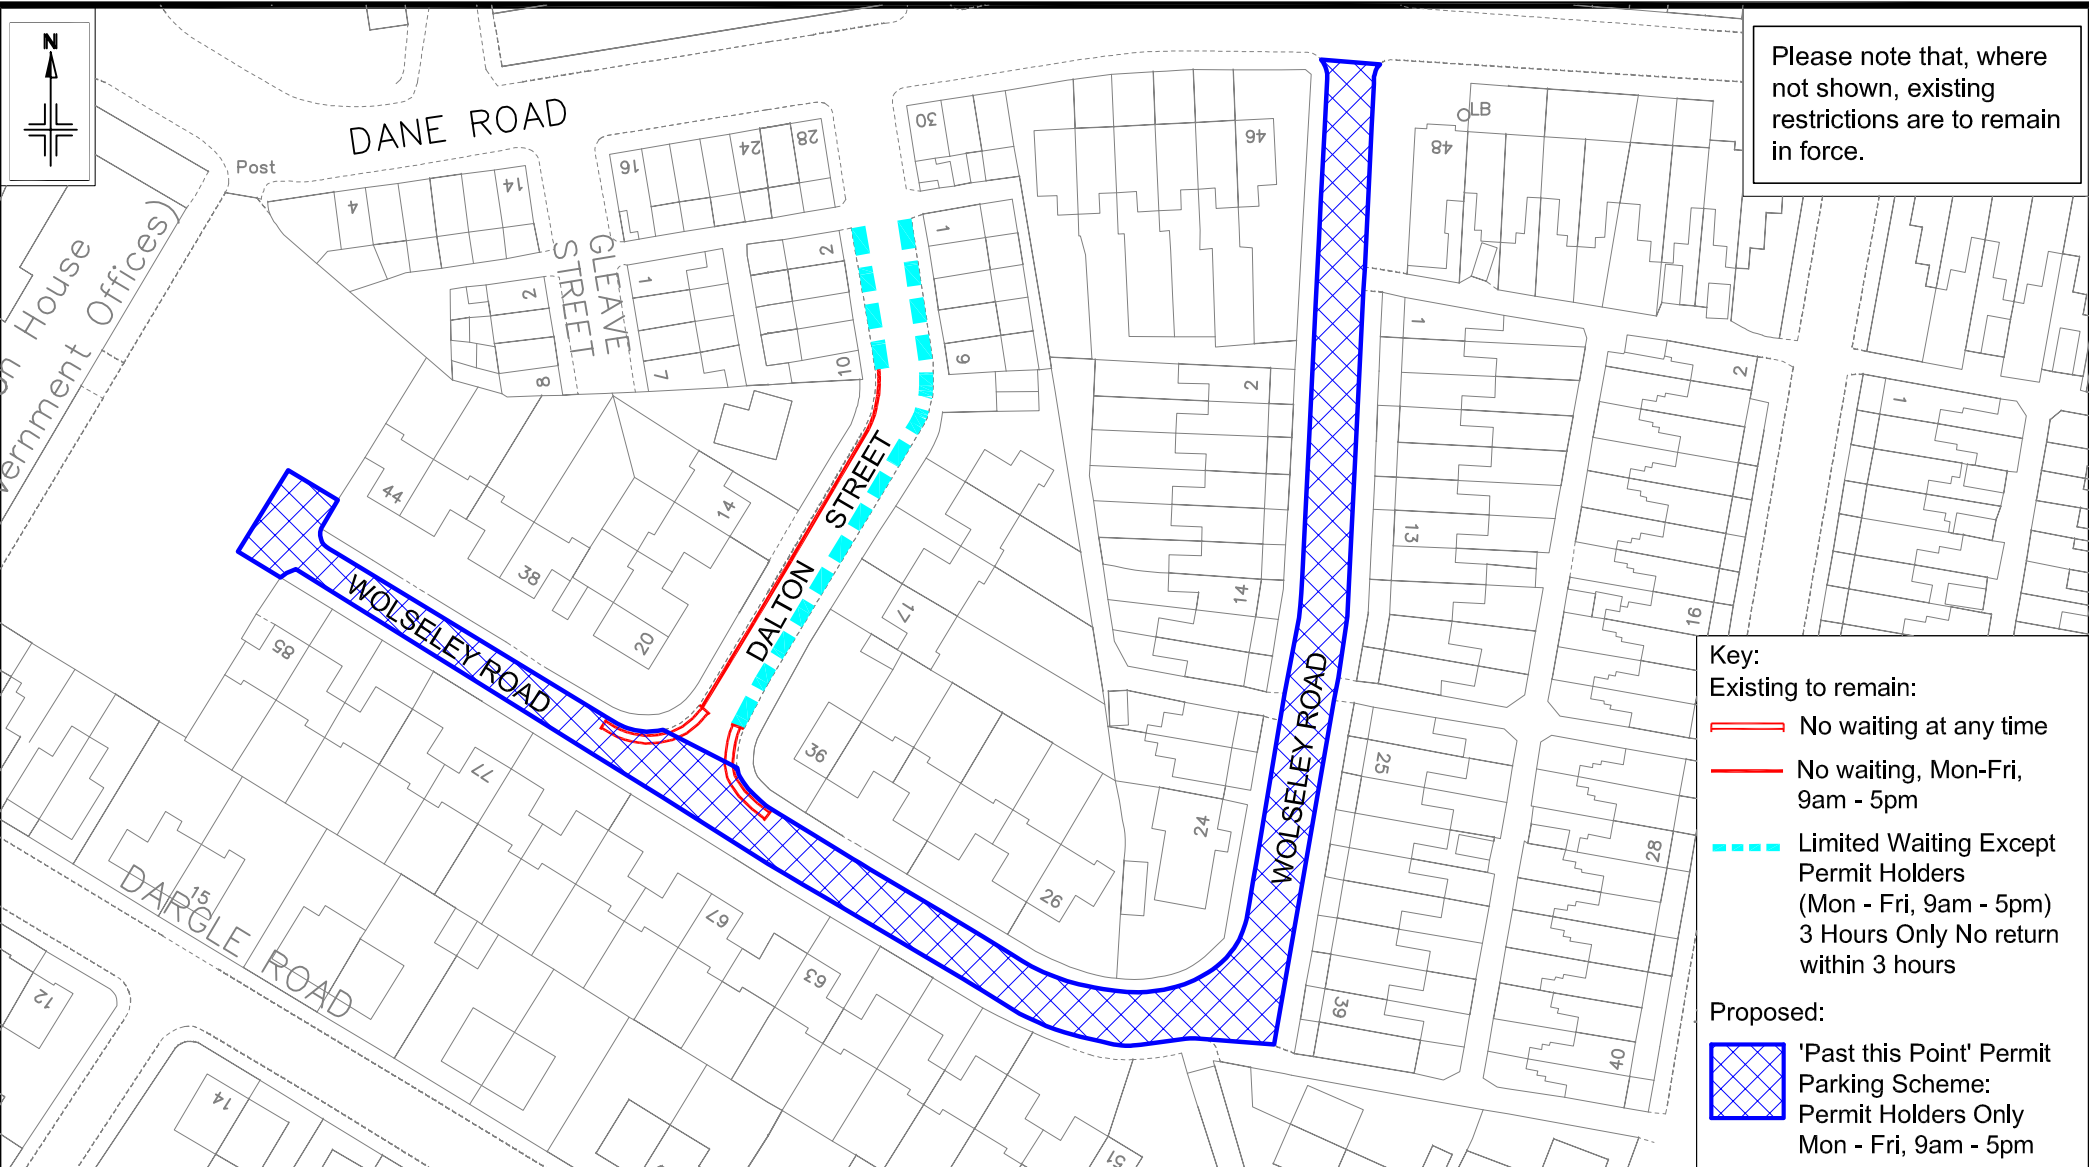 N
Please note that, where
not shown, existing
restrictions are to remain
in force.
DANE ROAD
Post
LB
4
14
16
24
28
30
46
48
GLEAVE
STREET
2
8
1
7
2
10
1
9
2
14
24
1
13
25
39
2
16
28
40
1
House
ernment Offices)
44
38
14
20
17
36
26
DALTON STREET
WOLSELEY ROAD
WOLSELEY ROAD
85
77
67
63
51
15
12
14
DARGLE ROAD
Key:
Existing to remain:
No waiting at any time
No waiting, Mon-Fri,
9am - 5pm
Limited Waiting Except
Permit Holders
(Mon - Fri, 9am - 5pm)
3 Hours Only No return
within 3 hours
Proposed:
'Past this Point' Permit
Parking Scheme:
Permit Holders Only
Mon - Fri, 9am - 5pm